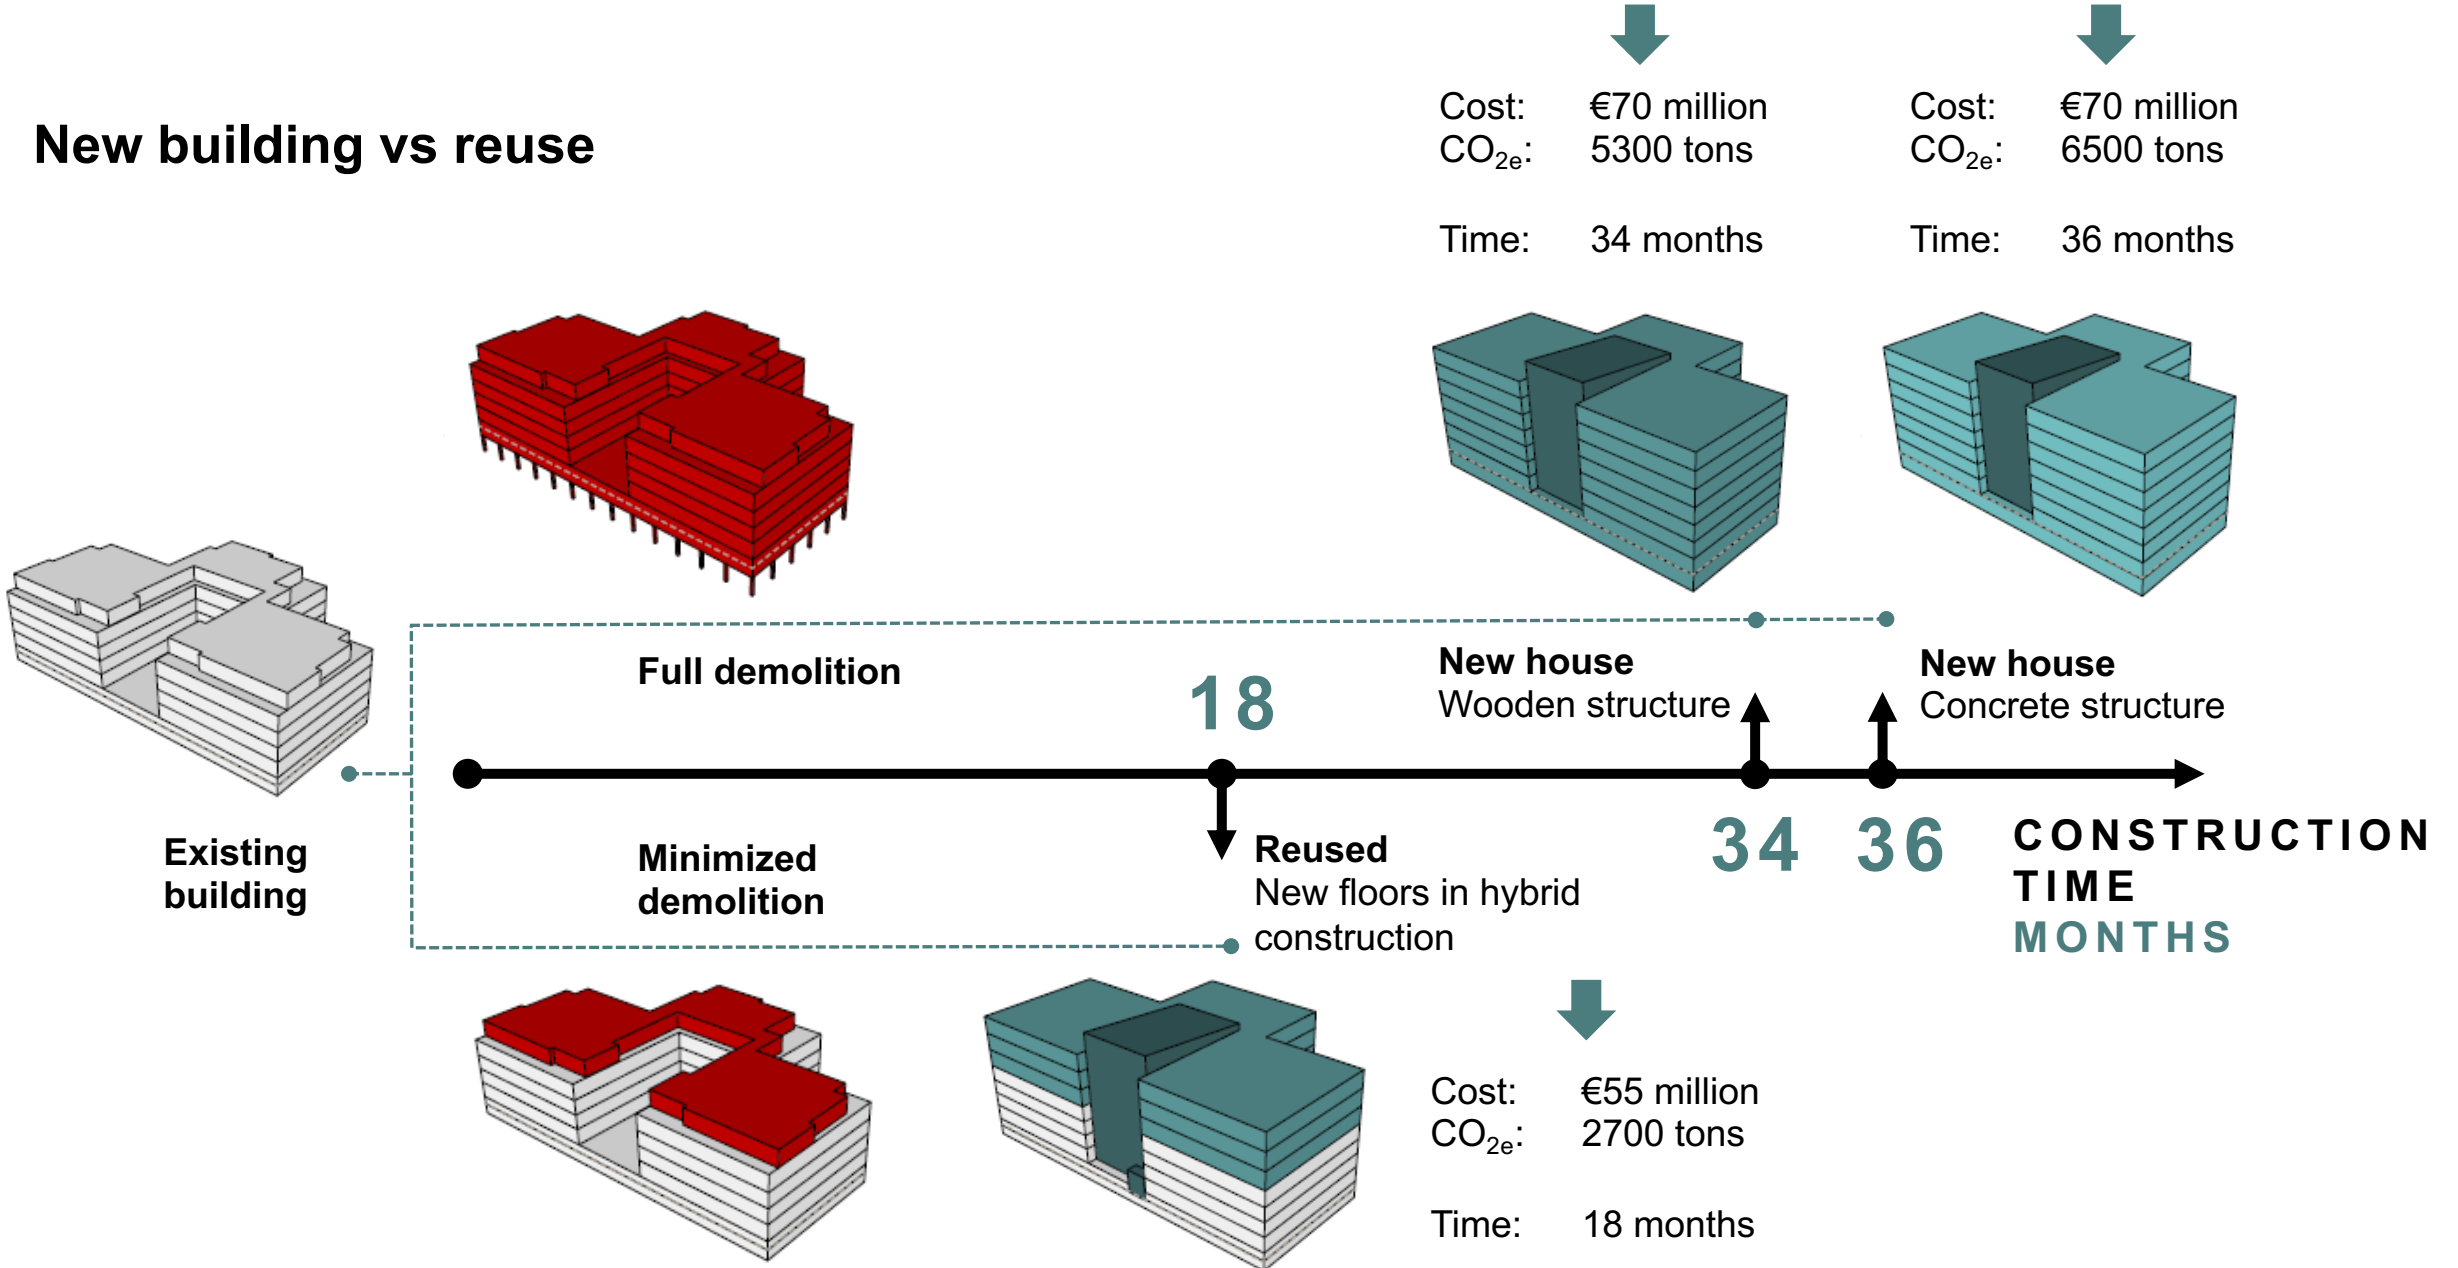 New building vs reuse
Cost: €70 million
CO2e: 5300 tons
Time: 34 months
Cost: €70 million
CO2e: 6500 tons
Time: 36 months
Full demolition
18
New house
Wooden structure
New house
Concrete structure
Existing
building
Minimized
demolition
Reused
New floors in hybrid
construction
34
36
CONSTRUCTION
TIME
MONTHS
Cost: €55 million
CO2e: 2700 tons
Time: 18 months